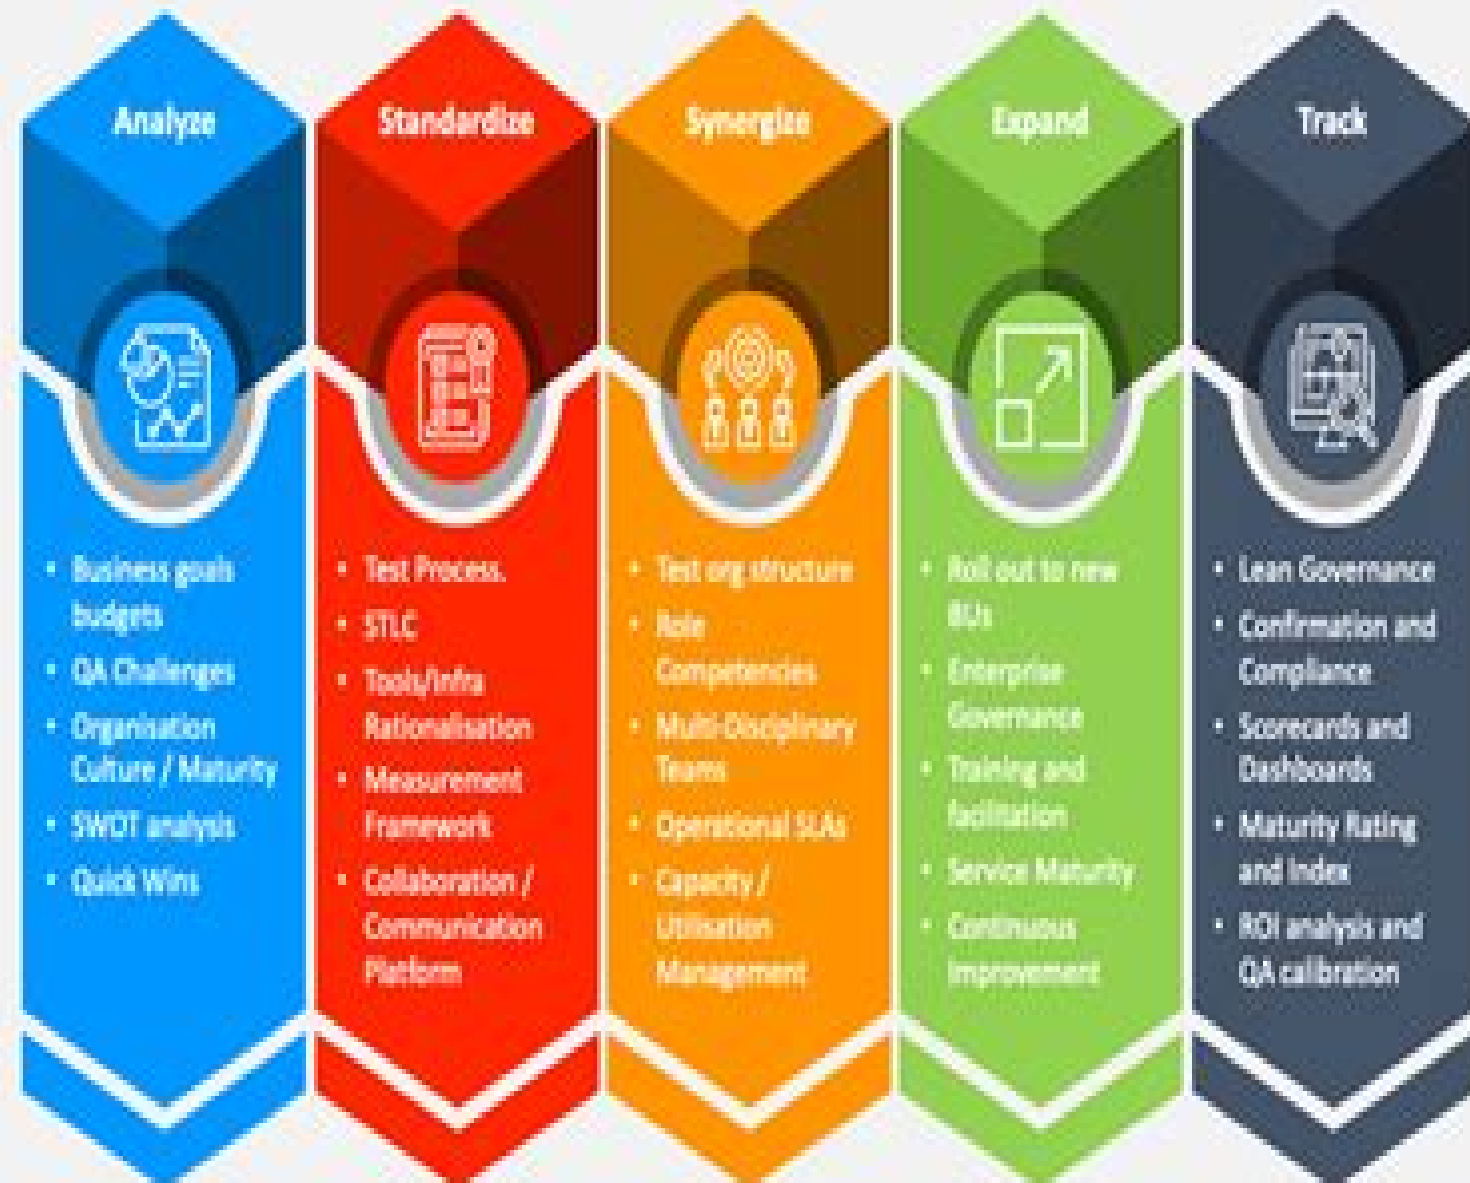 Analyze
Business goals
budgets
QA Challenges
Organisation
Culture / Maturity
SWOT analysis
Quick Wins
Standardize
Test Process.
STLC
Tools/Infra
Rationalisation
Measurement
Framework
Collaboration /
Communication
Platform
Synergize
Test org structure
Role
Competencies
Multi-Disciplinary
Teams
Operational SLAs
Capacity /
Utilisation
Management
Expand
Roll out to new
BUs
Enterprise
Governance
Training and
facilitation
Service Maturity
Continuous
Improvement
Track
Lean Governance
Confirmation and
Compliance
Scorecards and
Dashboards
Maturity Rating
and Index
ROI analysis and
QA calibration